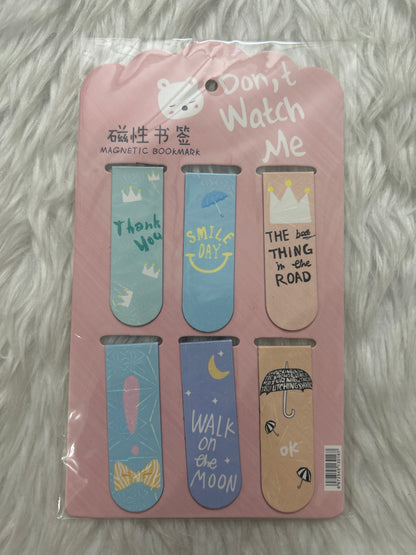 Don't
Watch
Me
磁性书签
MAGNETIC BOOKMARK
Thank
You
SMILE
DAY
THE
THING
in the
ROAD
!
WALK
on
the
MOON
OK